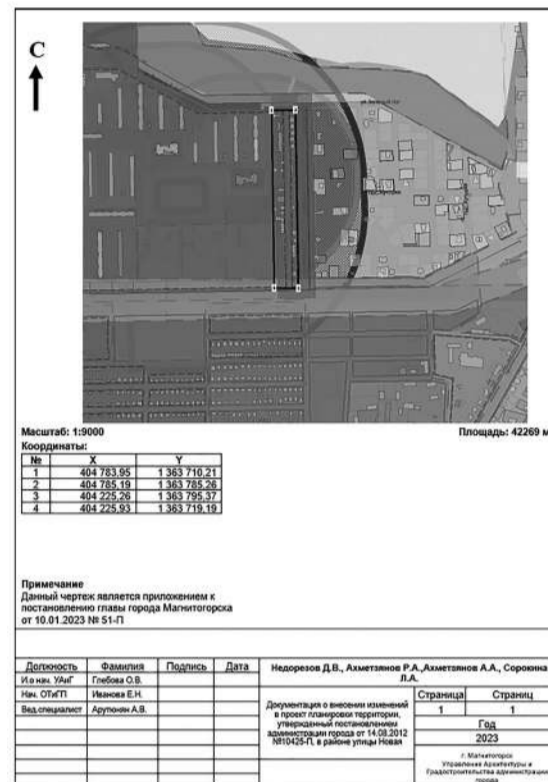 С
Масштаб: 1:9000
Площадь: 42269 м
Координаты:
№ X Y
1 404 783,95 1 363 710,21
2 404 785,19 1 363 785,26
3 404 225,26 1 363 795,37
4 404 225,93 1 363 719,19
Примечание
Данный чертеж является приложением к
постановлению главы города Магнитогорска
от 10.01.2023 № 51-П
Должность Фамилия Подпись Дата
И.о нач. УАиГ Глебова О.В.
Нач. ОТиГП Иванова Е.Н.
Вед.специалист Арутюнян А.В.
Недорезов Д.В., Ахметзянов Р.А.,Ахметзянов А.А., Сорокина
Л.А.
Документация о внесении изменений
в проект планировки территории,
утвержденный постановлением
администрации города от 14.08.2012
№10425-П, в районе улицы Новая
Страница Страниц
1 1
Год
2023
г. Магнитогорск
Управление Архитектуры и
Градостроительства администрации
города